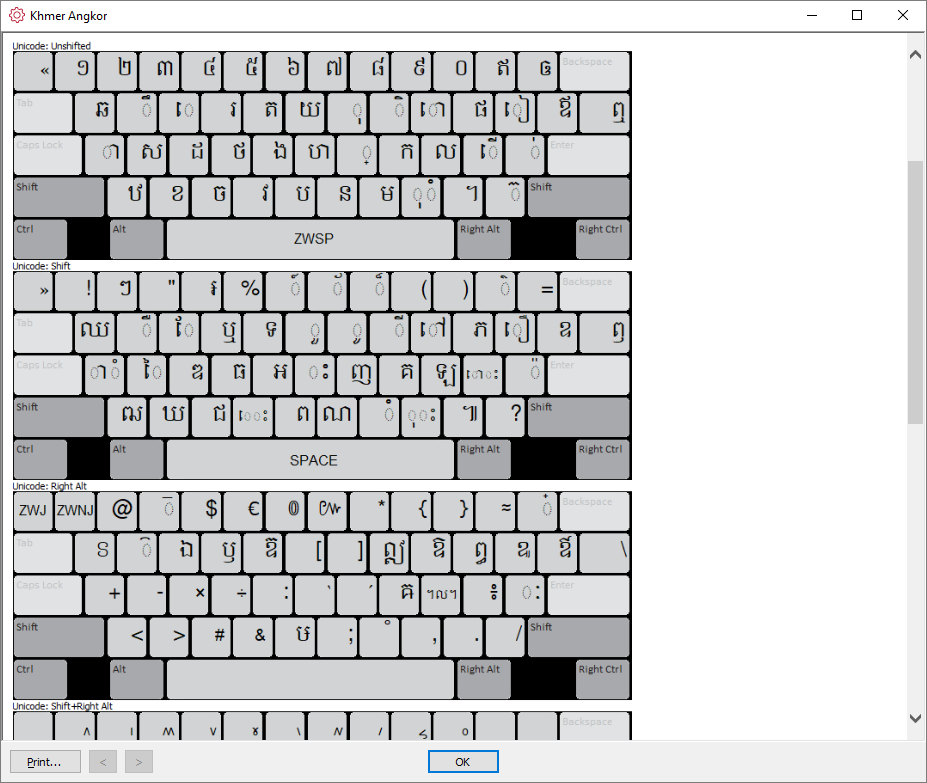 Khmer Angkor
Unicode: Unshifted
« ១ ២ ៣ ៤ ៥ ៦ ៧ ៨ ៩ ០ ឥ ឲ Backspace
Tab ឆ ឹ េ រ ត យ ុ ិ ោ ផ ៀ ឪ ឮ
Caps Lock ា ស ដ ថ ង ហ ្ ក ល ើ ់ Enter
Shift ឋ ខ ច វ ប ន ម ុំ ។ ៊ Shift
Ctrl Alt ZWSP Right Alt Right Ctrl
Unicode: Shift
» ! ៗ " ៛ % ៍ ័ ៏ ( ) ៌ = Backspace
Tab ឈ ឺ ែ ឬ ទ ួ ូ ី ៅ ភ ឿ ឧ ឭ
Caps Lock ាំ ៃ ឌ ធ អ ះ ញ គ ឡ ោះ ៉ Enter
Shift ឍ ឃ ជ េះ ព ណ ំ ុះ ៕ ? Shift
Ctrl Alt SPACE Right Alt Right Ctrl
Unicode: Right Alt
ZWJ ZWNJ @ ៑ $ € ៙ ៚ * { } ≈ ៎ Backspace
Tab ៜ ៝ ឯ ឫ ឨ [ ] ឦ ឱ ឰ ឩ ឳ \
Caps Lock + - × ÷ : ‘ ’ ឝ ៘ ៖ ៈ Enter
Shift < > # & ឞ ; , . / Shift
Ctrl Alt Right Alt Right Ctrl
Unicode: Shift+Right Alt
Backspace
Print... < > OK